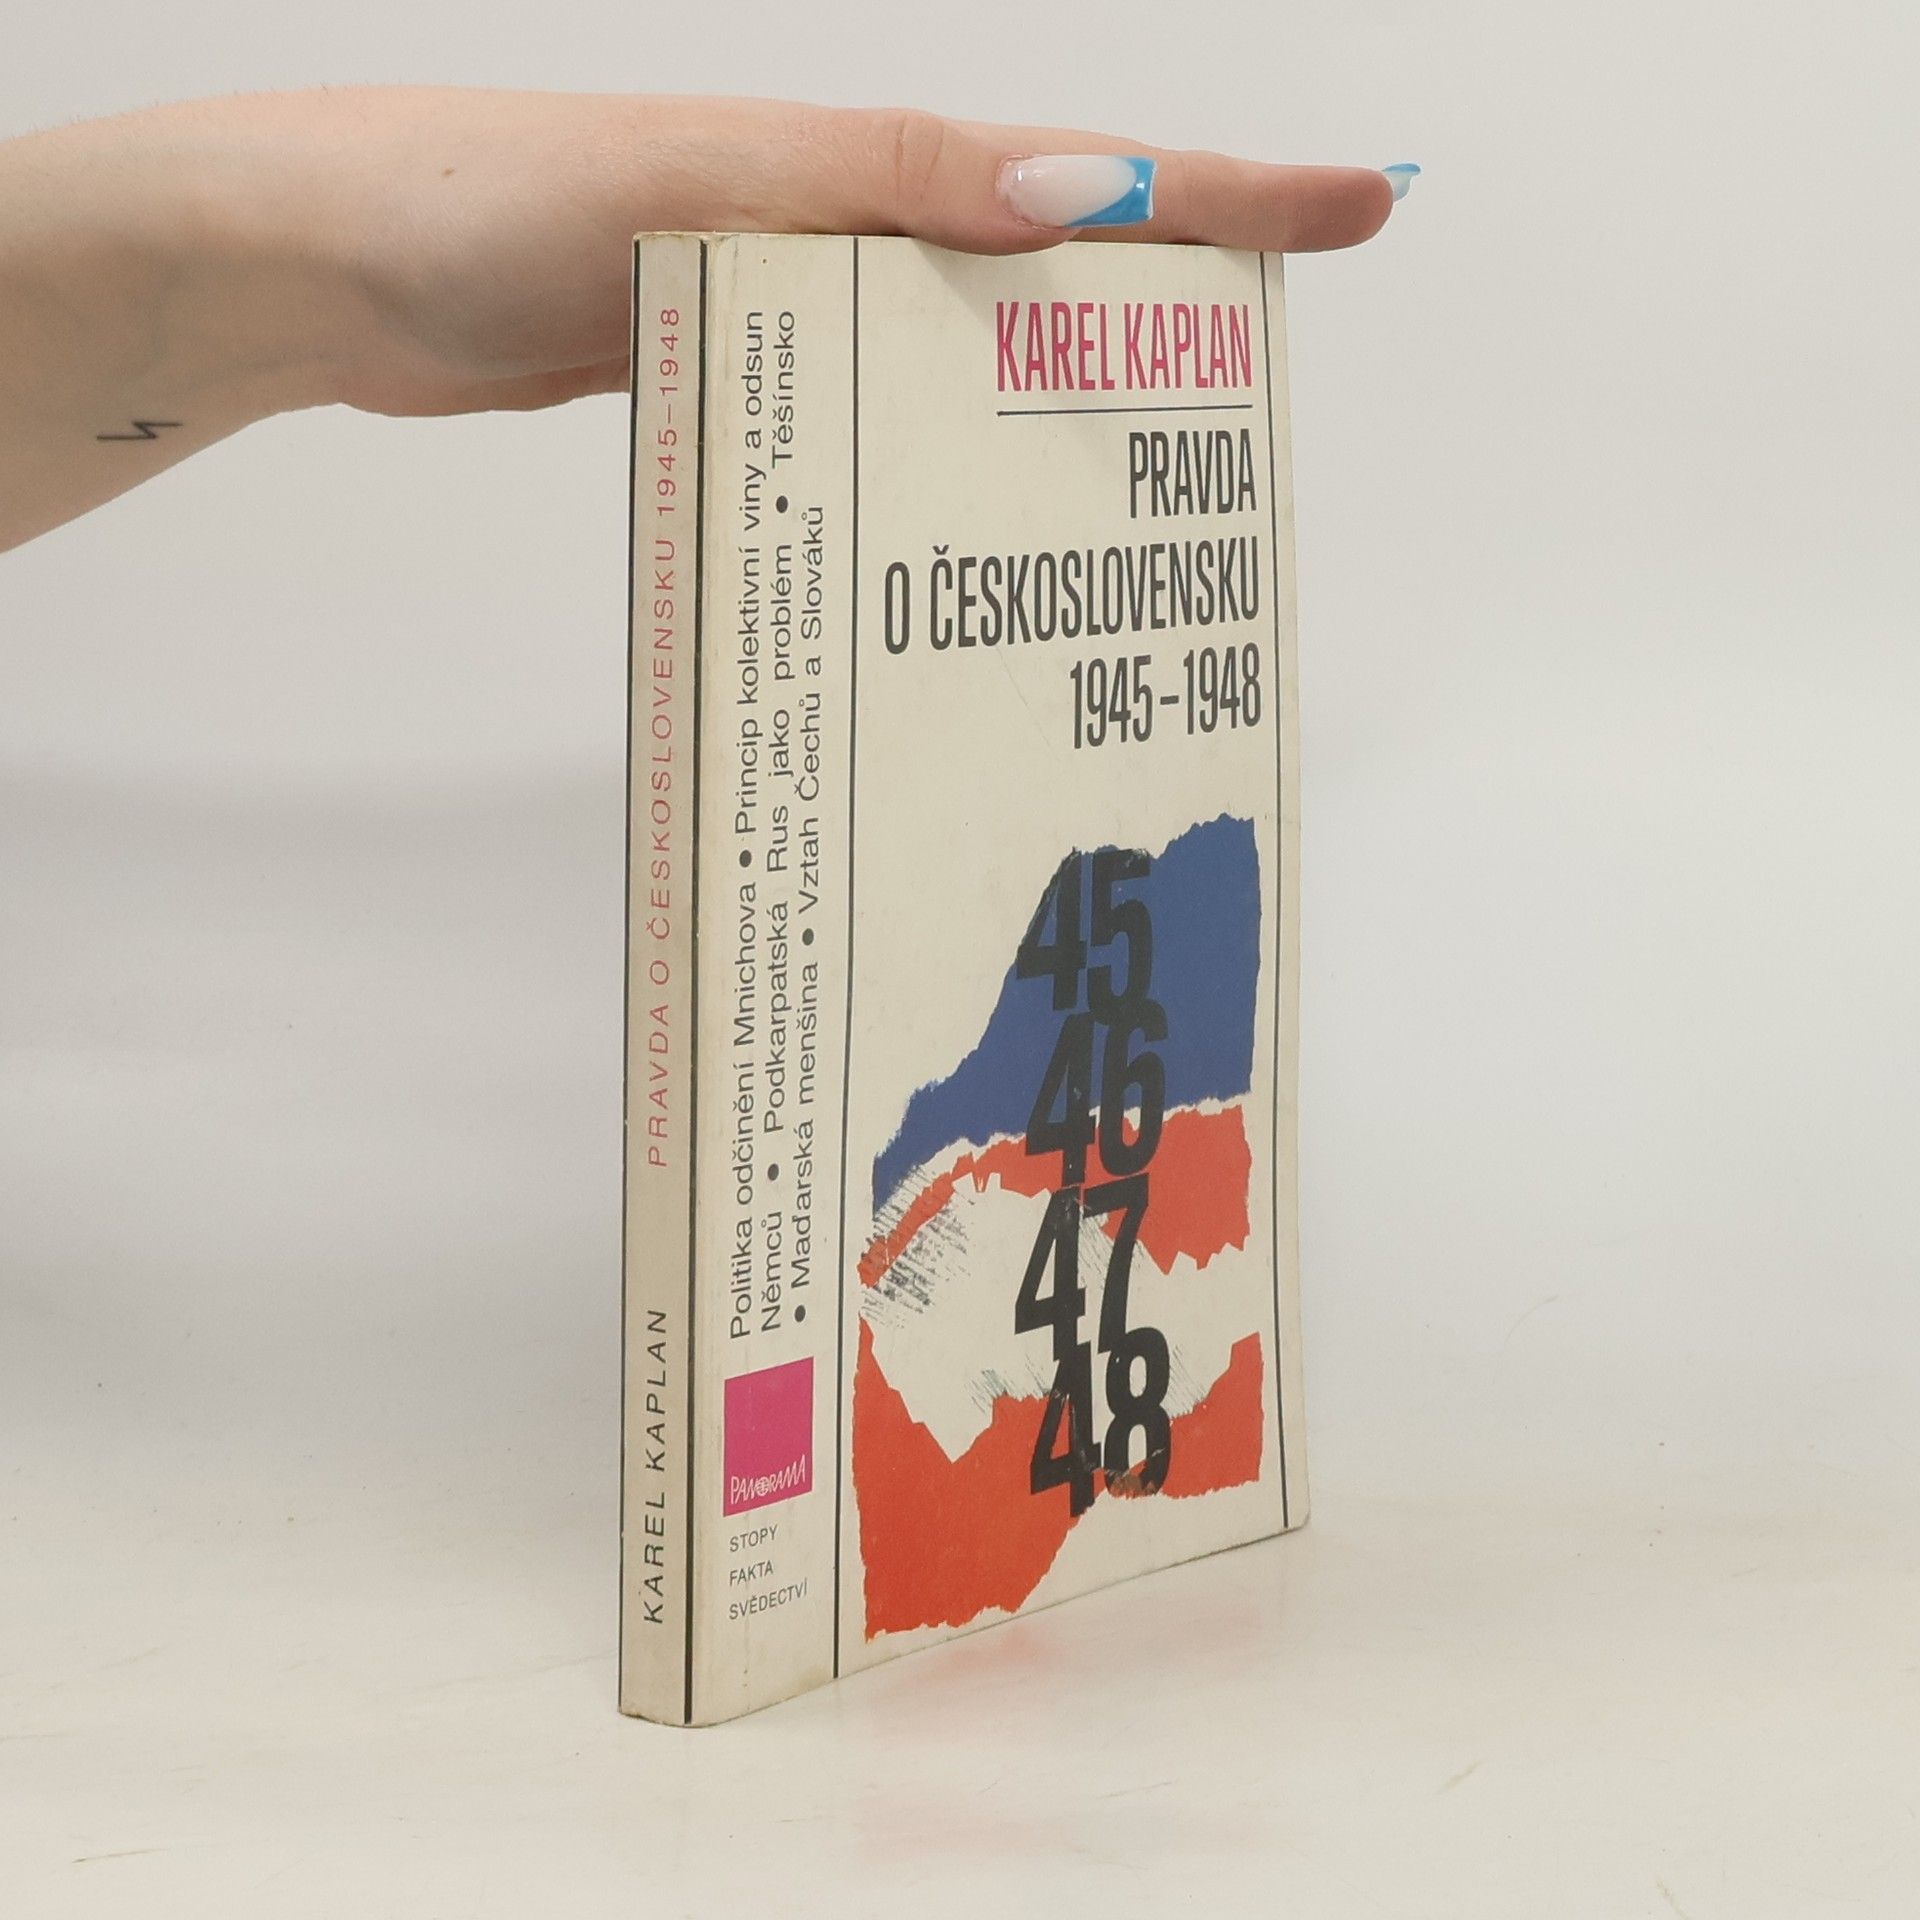 KAREL KAPLAN
PRAVDA O ČESKOSLOVENSKU 1945–1948
Politika odčinění Mnichova ● Princip kolektivní viny a odsun
Němců ● Podkarpatská Rus jako problém ● Těšínsko
● Maďarská menšina ● Vztah Čechů a Slováků
PANORAMA
STOPY
FAKTA
SVĚDECTVÍ
KAREL KAPLAN
PRAVDA
O ČESKOSLOVENSKU
1945–1948
45
46
47
48